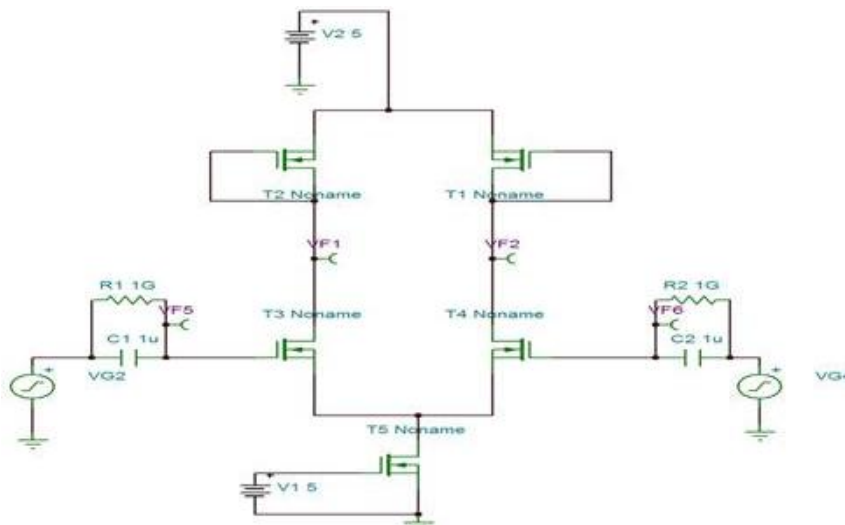 V2 5
T2 Noname
T1 Noname
VF1
VF2
R1 1G
VF5
C1 1u
VG2
T3 Noname
T4 Noname
R2 1G
VF6
C2 1u
T5 Noname
V1 5